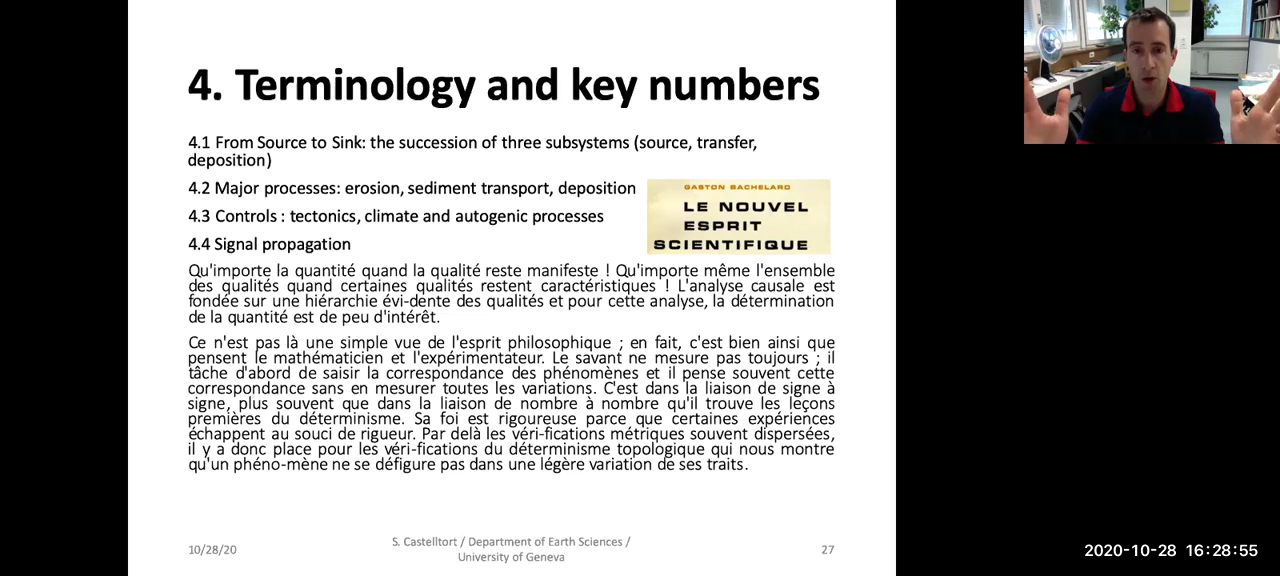 4. Terminology and key numbers
4.1 From Source to Sink: the succession of three subsystems (source, transfer,
deposition)
4.2 Major processes: erosion, sediment transport, deposition
4.3 Controls : tectonics, climate and autogenic processes
4.4 Signal propagation
GASTON BACHELARD
LE NOUVEL
ESPRIT
SCIENTIFIQUE
Qu'importe la quantité quand la qualité reste manifeste ! Qu'importe même l'ensemble
des qualités quand certaines qualités restent caractéristiques ! L'analyse causale est
fondée sur une hiérarchie évi-dente des qualités et pour cette analyse, la détermination
de la quantité est de peu d'intérêt.
Ce n'est pas là une simple vue de l'esprit philosophique ; en fait, c'est bien ainsi que
pensent le mathématicien et l'expérimentateur. Le savant ne mesure pas toujours ; il
tâche d'abord de saisir la correspondance des phénomènes et il pense souvent cette
correspondance sans en mesurer toutes les variations. C'est dans la liaison de signe à
signe, plus souvent que dans la liaison de nombre à nombre qu'il trouve les leçons
premières du déterminisme. Sa foi est rigoureuse parce que certaines expériences
échappent au souci de rigueur. Par delà les véri-fications métriques souvent dispersées,
il y a donc place pour les véri-fications du déterminisme topologique qui nous montre
qu'un phéno-mène ne se défigure pas dans une légère variation de ses traits.
10/28/20
S. Castelltort / Department of Earth Sciences /
University of Geneva
27
2020-10-28 16:28:55